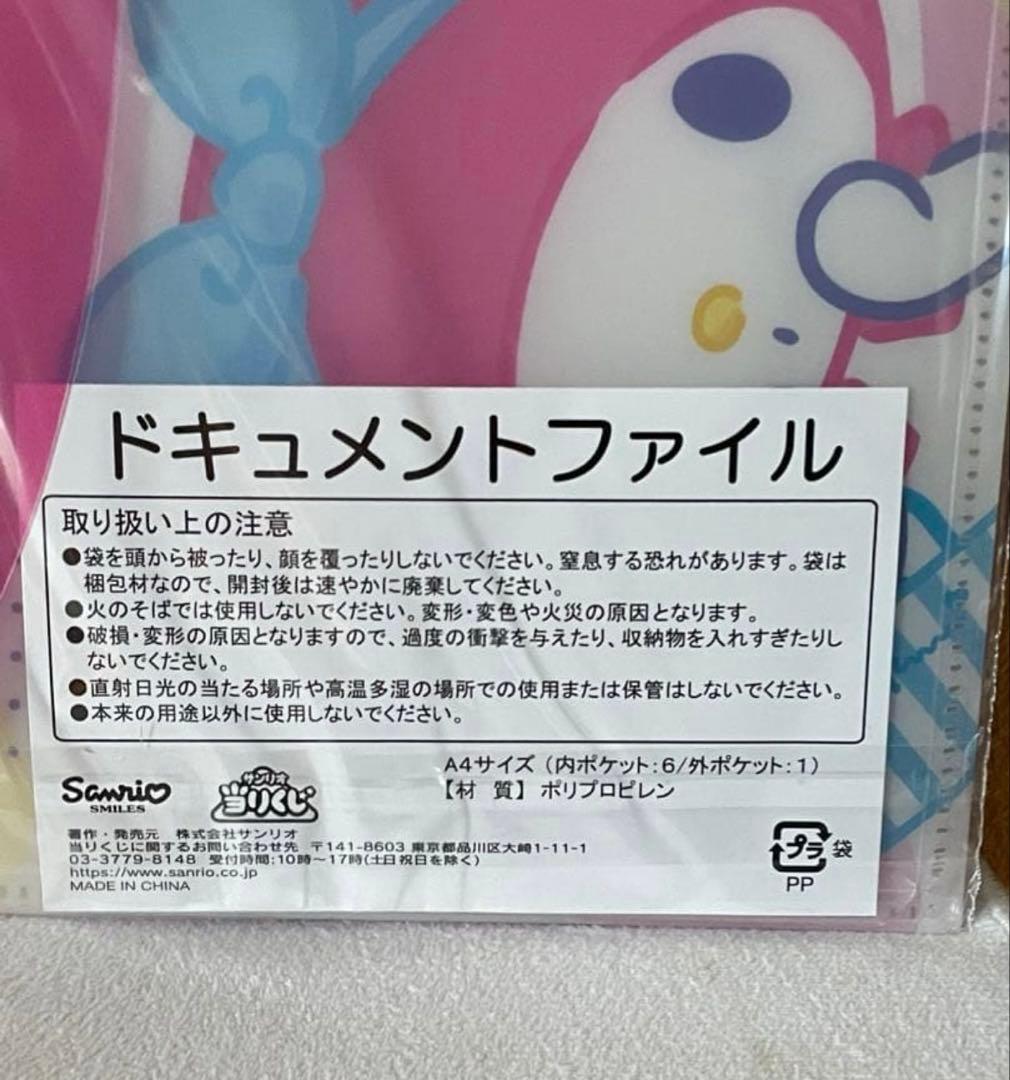 ドキュメントファイル
取り扱い上の注意
●袋を頭から被ったり、顔を覆ったりしないでください。窒息する恐れがあります。袋は
梱包材なので、開封後は速やかに廃棄してください。
●火のそばでは使用しないでください。変形・変色や火災の原因となります。
●破損・変形の原因となりますので、過度の衝撃を与えたり、収納物を入れすぎたりし
ないでください。
●直射日光の当たる場所や高温多湿の場所での使用または保管はしないでください。
●本来の用途以外に使用しないでください。
A4サイズ（内ポケット:6/外ポケット:1）
【材 質】 ポリプロピレン
Sanrio
SMILES
サンリオ
当りくじ
著作・発売元 株式会社サンリオ
当りくじに関するお問い合わせ先 〒141-8603 東京都品川区大崎1-11-1
03-3779-8148 受付時間:10時〜17時(土日祝日を除く)
https://www.sanrio.co.jp
MADE IN CHINA
プラ 袋
PP